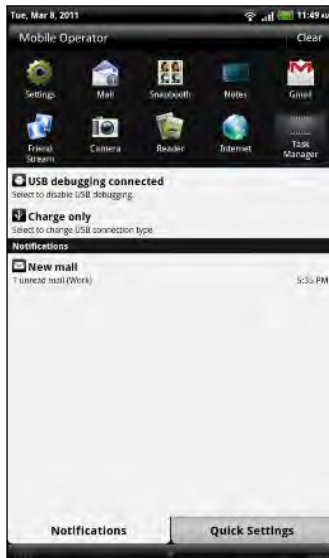 Tue, Mar 8, 2011 11:49 AM
Mobile Operator Clear
Settings Mail Snapbooth Notes Gmail
Friend Stream Camera Reader Internet Task Manager
USB debugging connected
Select to disable USB debugging.
Charge only
Select to change USB connection type
Notifications
New mail
1 unread mail (Work) 5:35 PM
Notifications Quick Settings